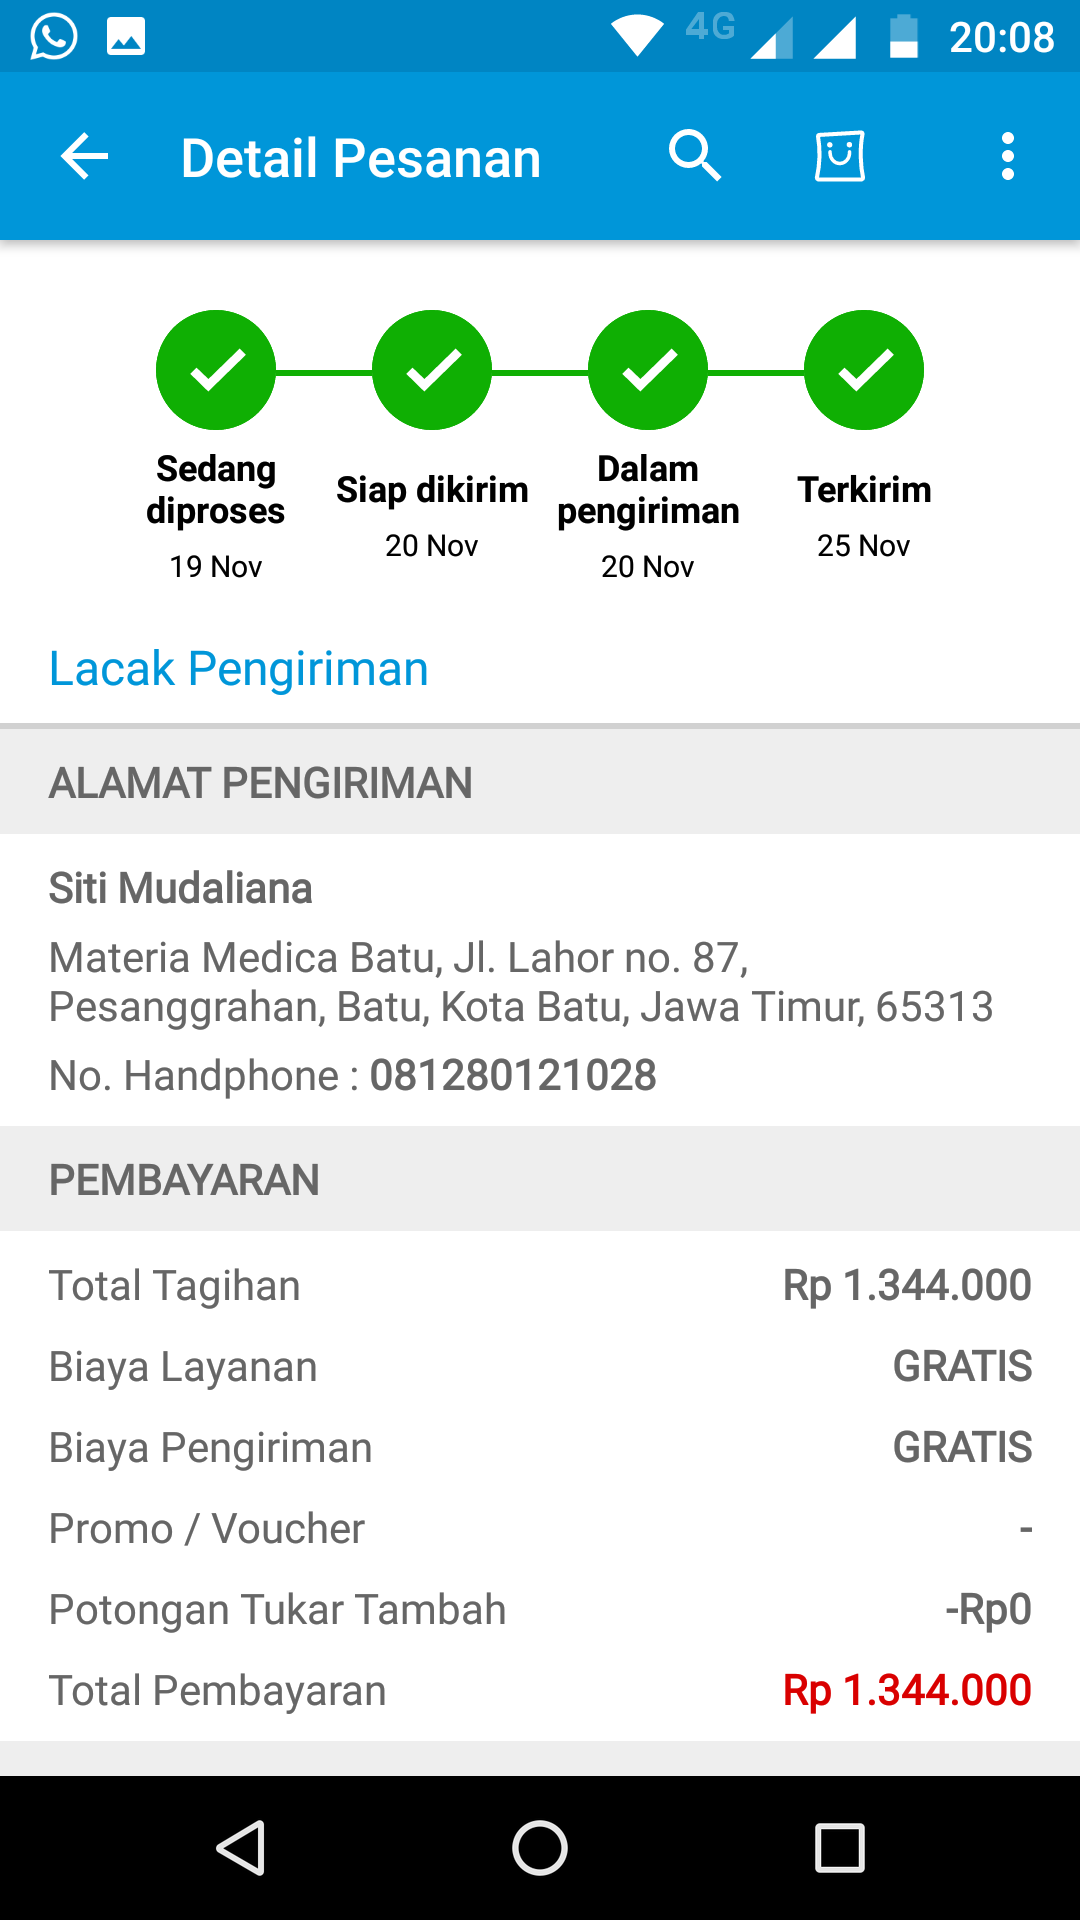 4G 20:08
Detail Pesanan
Sedang diproses
19 Nov
Siap dikirim
20 Nov
Dalam pengiriman
20 Nov
Terkirim
25 Nov
Lacak Pengiriman
ALAMAT PENGIRIMAN
Siti Mudaliana
Materia Medica Batu, Jl. Lahor no. 87,
Pesanggrahan, Batu, Kota Batu, Jawa Timur, 65313
No. Handphone : 081280121028
PEMBAYARAN
Total Tagihan Rp 1.344.000
Biaya Layanan GRATIS
Biaya Pengiriman GRATIS
Promo / Voucher -
Potongan Tukar Tambah -Rp0
Total Pembayaran Rp 1.344.000